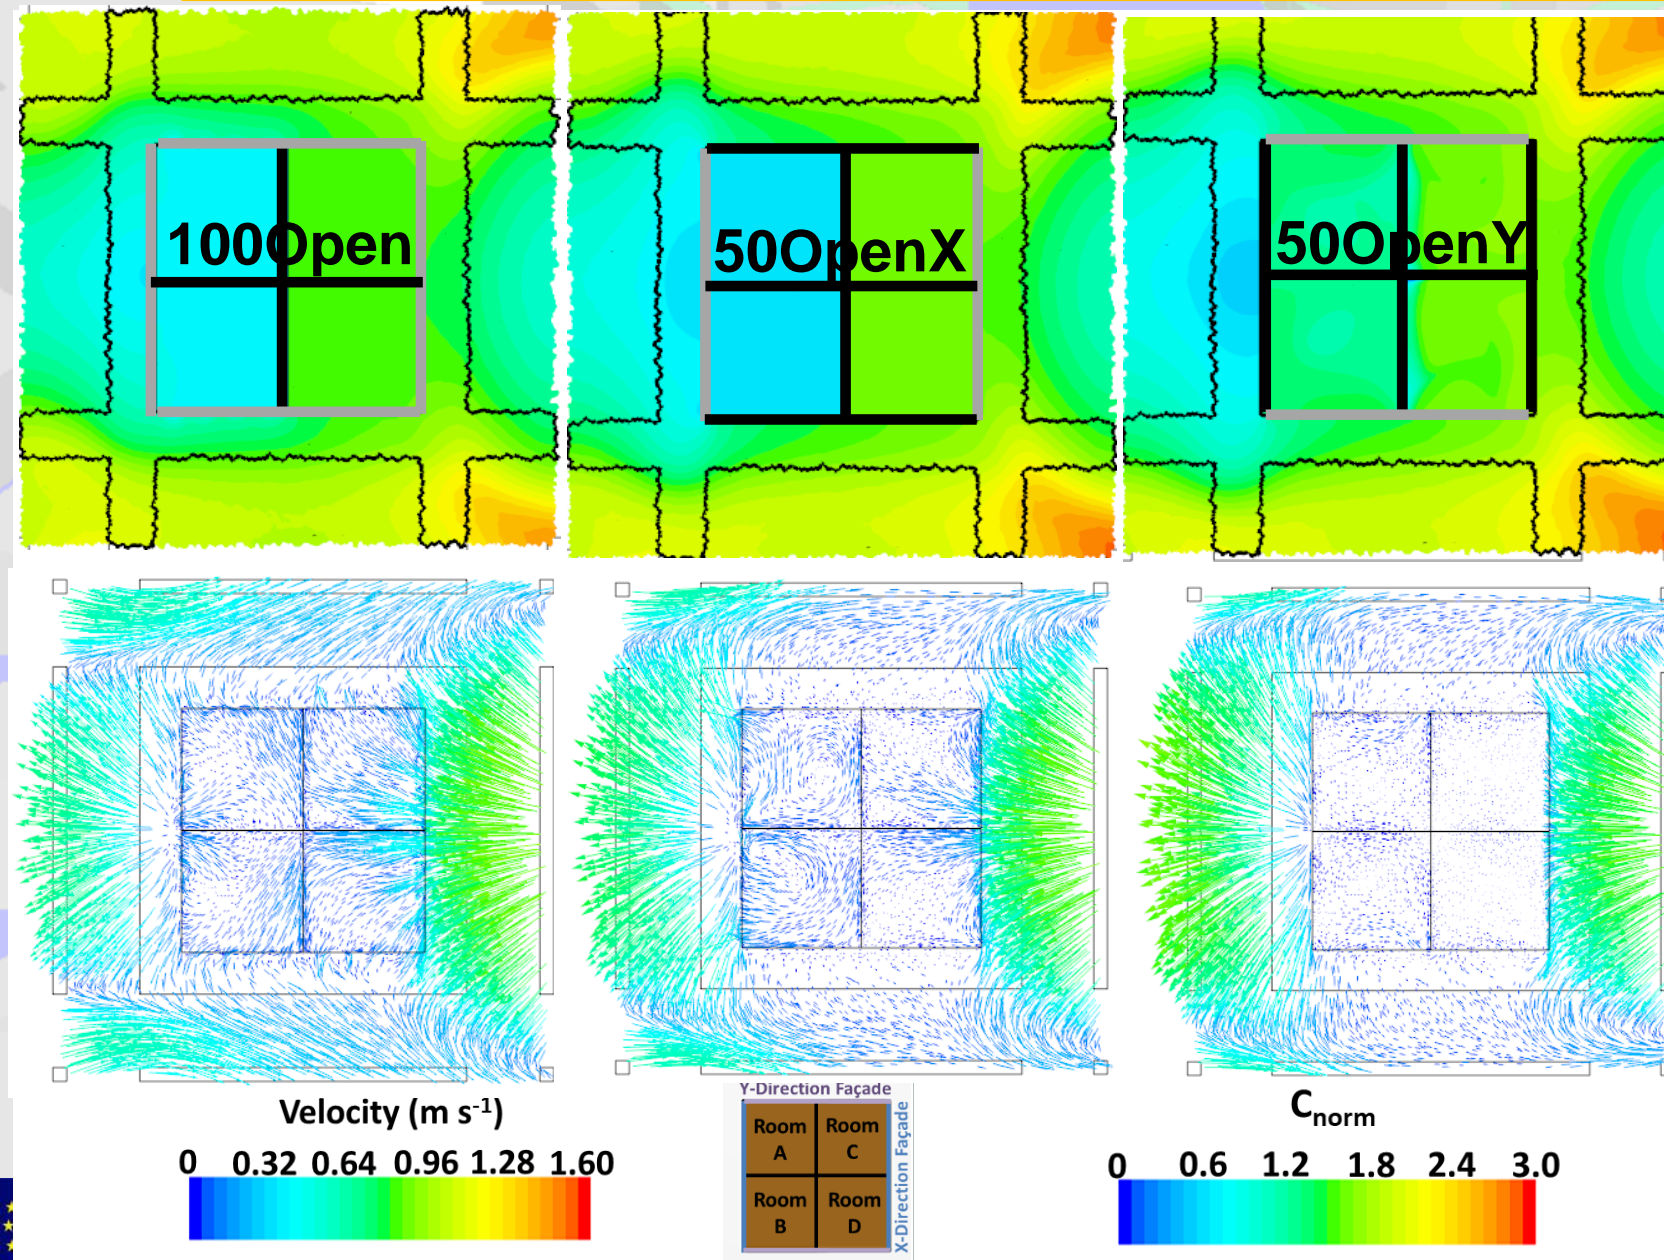 100Open
50OpenX
50OpenY
Velocity (m s-1)
0 0.32 0.64 0.96 1.28 1.60
Y-Direction Façade
Room A
Room C
Room B
Room D
X-Direction Façade
Cnorm
0 0.6 1.2 1.8 2.4 3.0